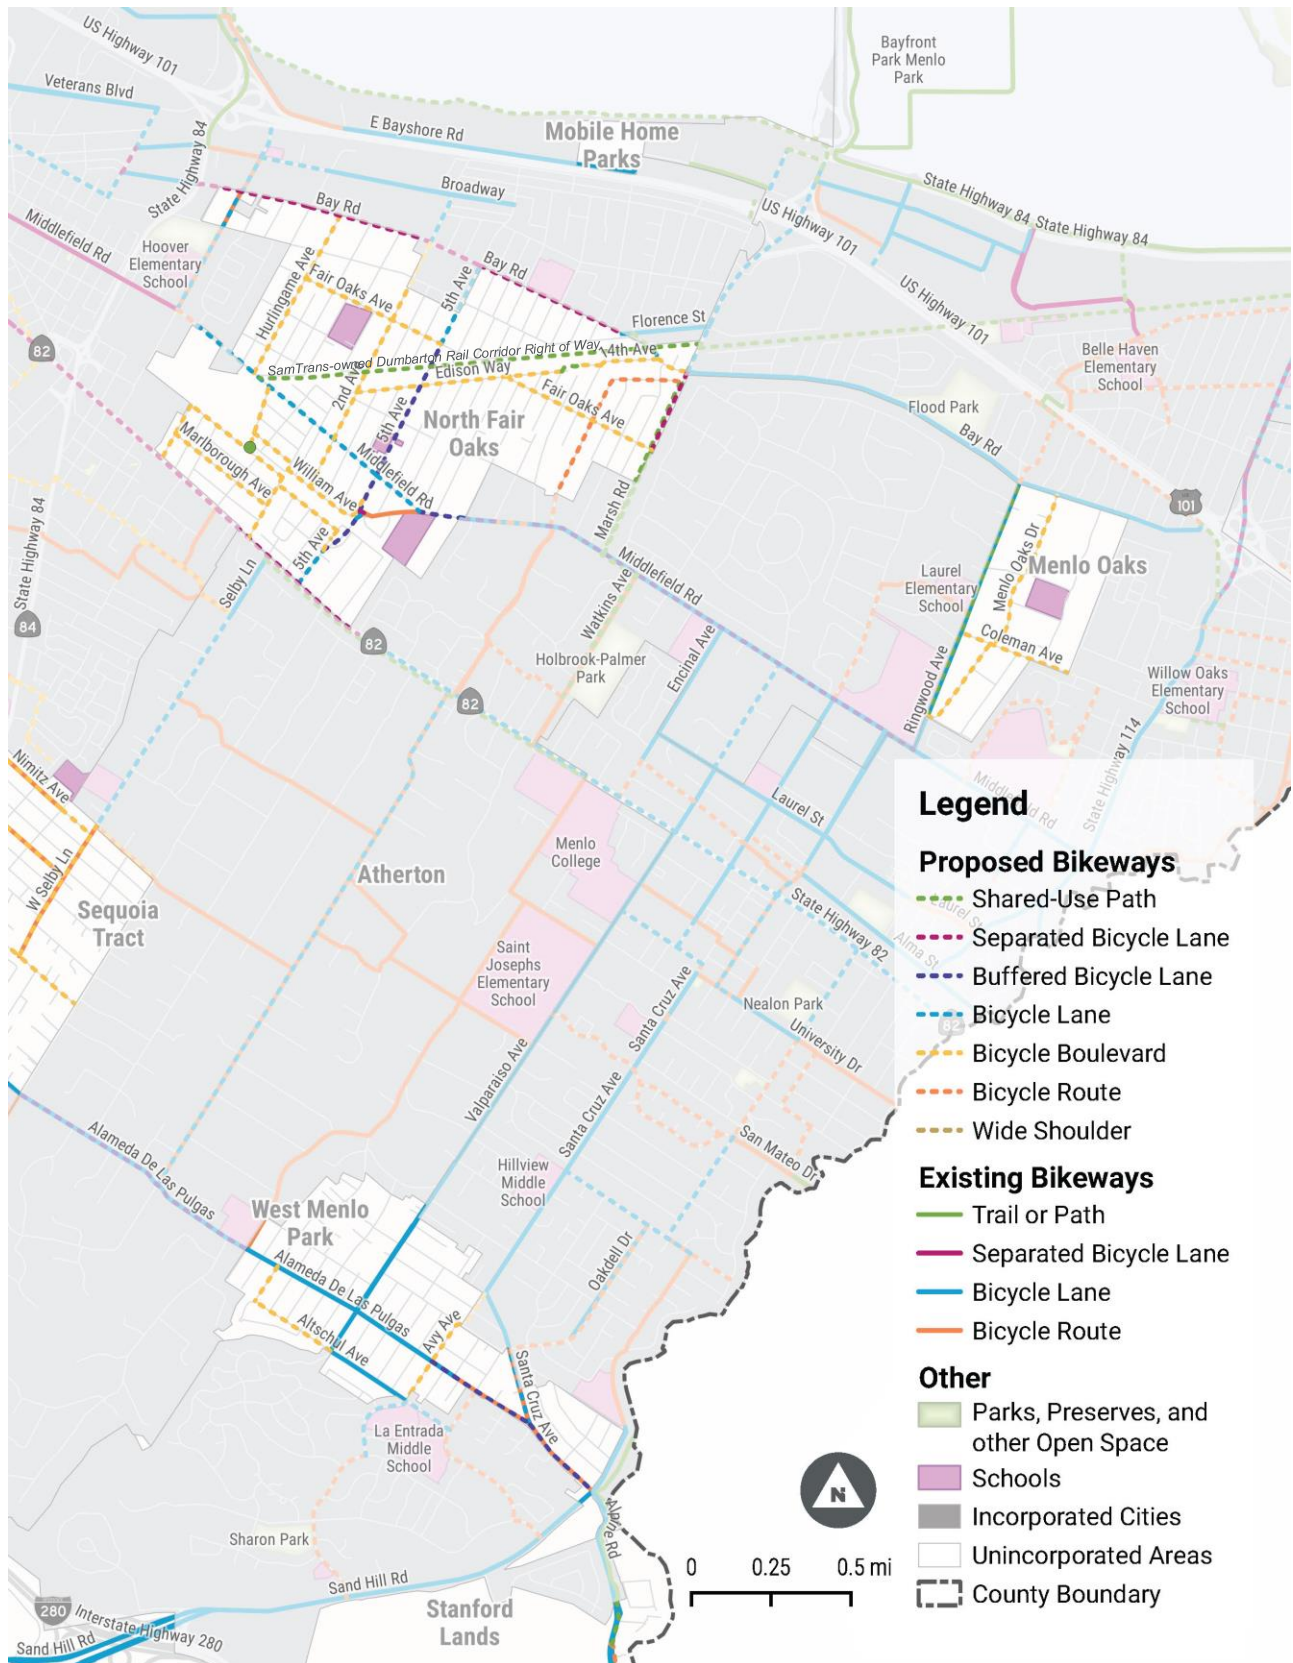 US Highway 101
Veterans Blvd
State Highway 84
Middlefield Rd
Hoover
Elementary
School
82
E Bayshore Rd
Mobile Home
Parks
Broadway
Bay Rd
Bay Rd
Bayfront
Park Menlo
Park
State Highway 84
State Highway 84
US Highway 101
US Highway 101
Hurlingame Ave
Fair Oaks Ave
5th Ave
Florence St
14th Ave
SamTrans-owned Dumbarton Rail Corridor Right of Way
Edison Way
2nd Ave
5th Ave
Fair Oaks Ave
North Fair
Oaks
Belle Haven
Elementary
School
Flood Park
Bay Rd
101
Marlborough Ave
William Ave
Middlefield Rd
5th Ave
Marsh Rd
Selby Ln
State Highway 84
84
82
82
Middlefield Rd
Watkins Ave
Holbrook-Palmer
Park
Encinal Ave
Laurel
Elementary
School
Ringwood Ave
Menlo Oaks Dr
Menlo Oaks
Coleman Ave
Willow Oaks
Elementary
School
State Highway 114
Middlefield Rd
Nimitz Ave
W Selby Ln
Sequoia
Tract
Atherton
Menlo
College
Laurel St
Laurel St
State Highway 82
Alma St
82
Saint
Josephs
Elementary
School
Santa Cruz Ave
Nealon Park
University Dr
Valparaiso Ave
Santa Cruz Ave
San Mateo Dr
Alameda De Las Pulgas
Hillview
Middle
School
West Menlo
Park
Alameda De Las Pulgas
Oakdell Dr
Altschul Ave
Avy Ave
Santa Cruz Ave
La Entrada
Middle
School
Sharon Park
Sand Hill Rd
Alpine Rd
280
Interstate Highway 280
Sand Hill Rd
Stanford
Lands
N
0 0.25 0.5 mi
Legend
Proposed Bikeways
Shared-Use Path
Separated Bicycle Lane
Buffered Bicycle Lane
Bicycle Lane
Bicycle Boulevard
Bicycle Route
Wide Shoulder
Existing Bikeways
Trail or Path
Separated Bicycle Lane
Bicycle Lane
Bicycle Route
Other
Parks, Preserves, and
other Open Space
Schools
Incorporated Cities
Unincorporated Areas
County Boundary